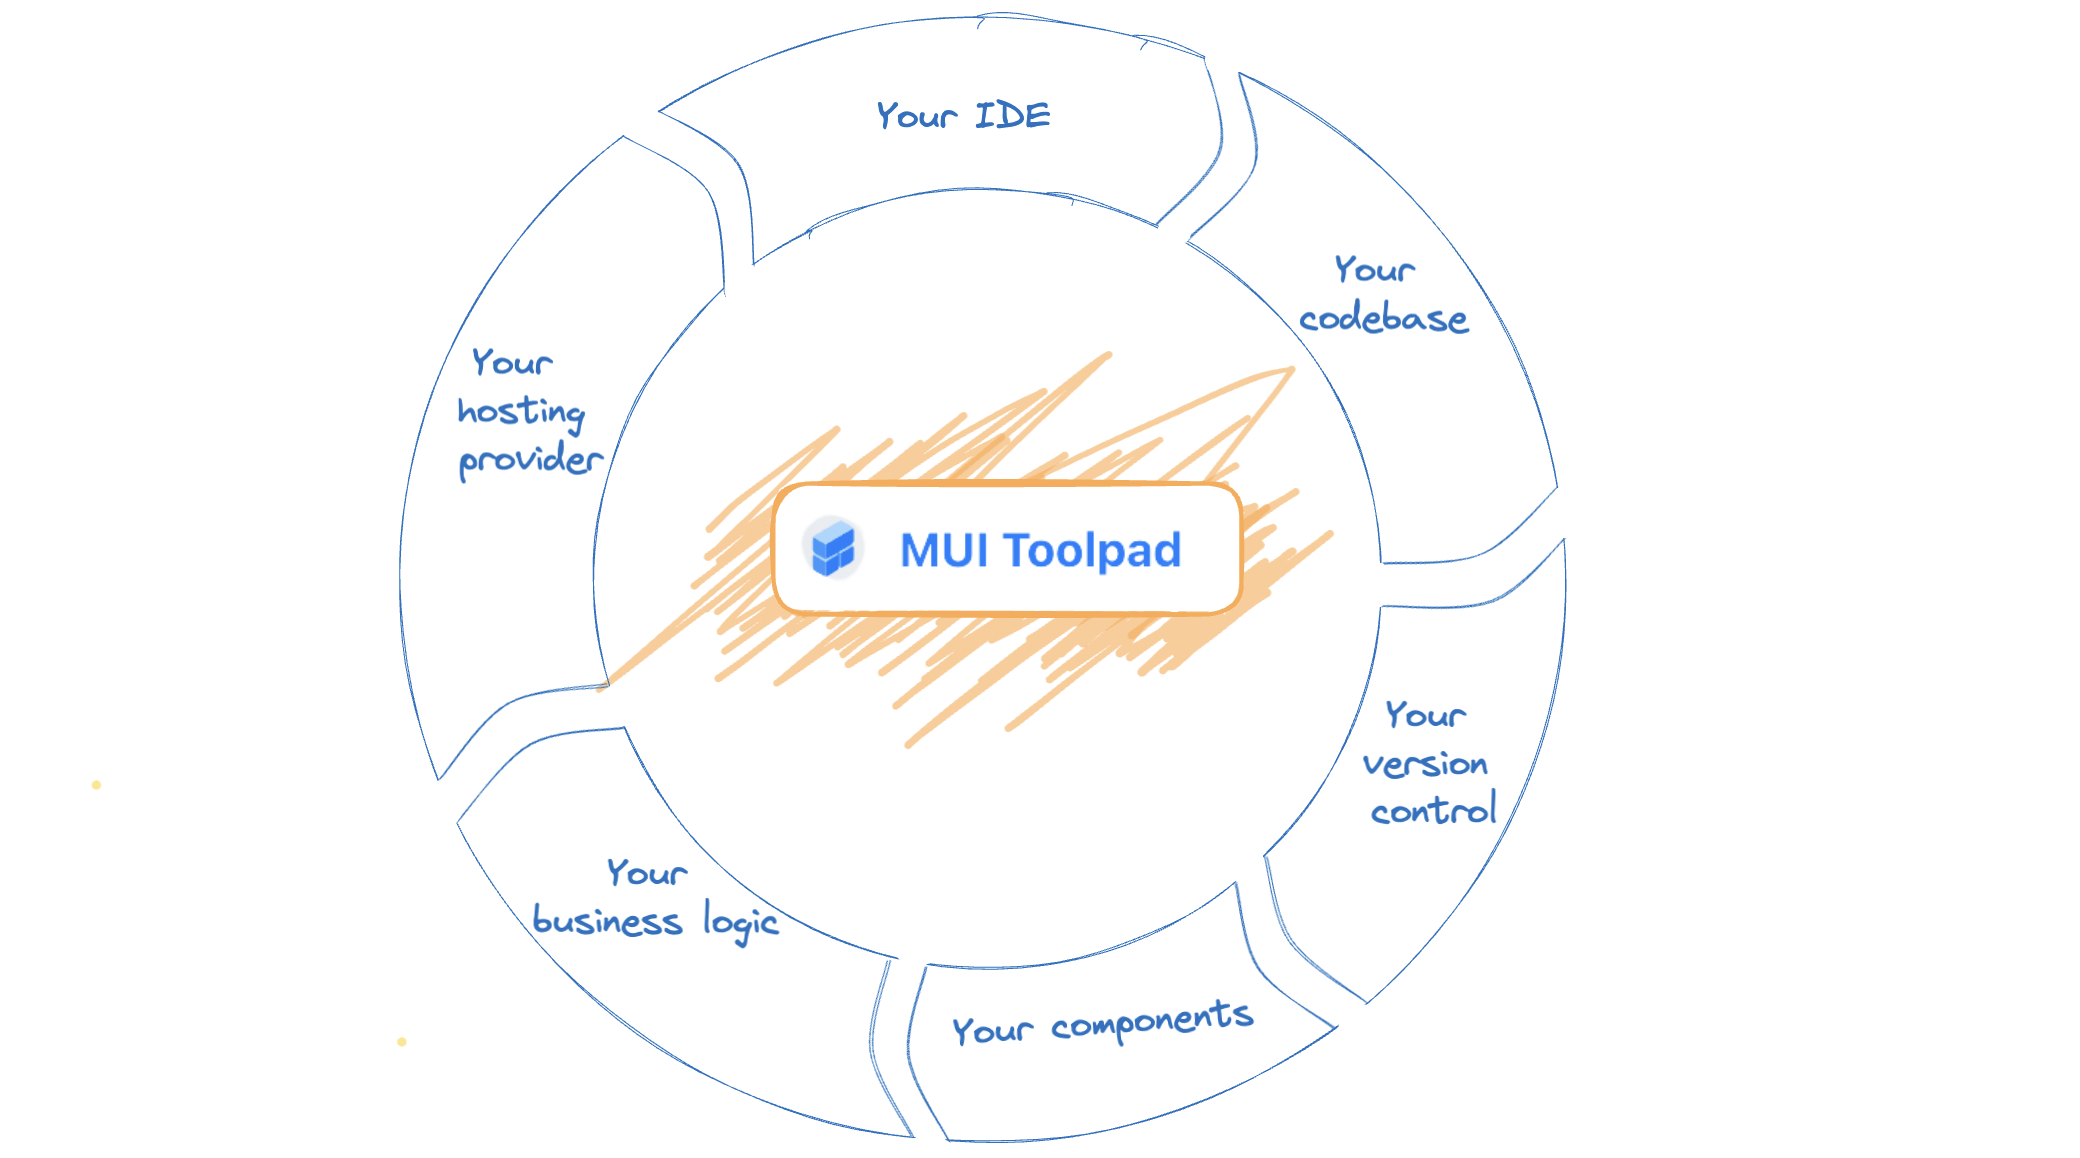 Your IDE
Your
codebase
Your
hosting
provider
MUI Toolpad
Your
version
control
Your
business logic
Your components